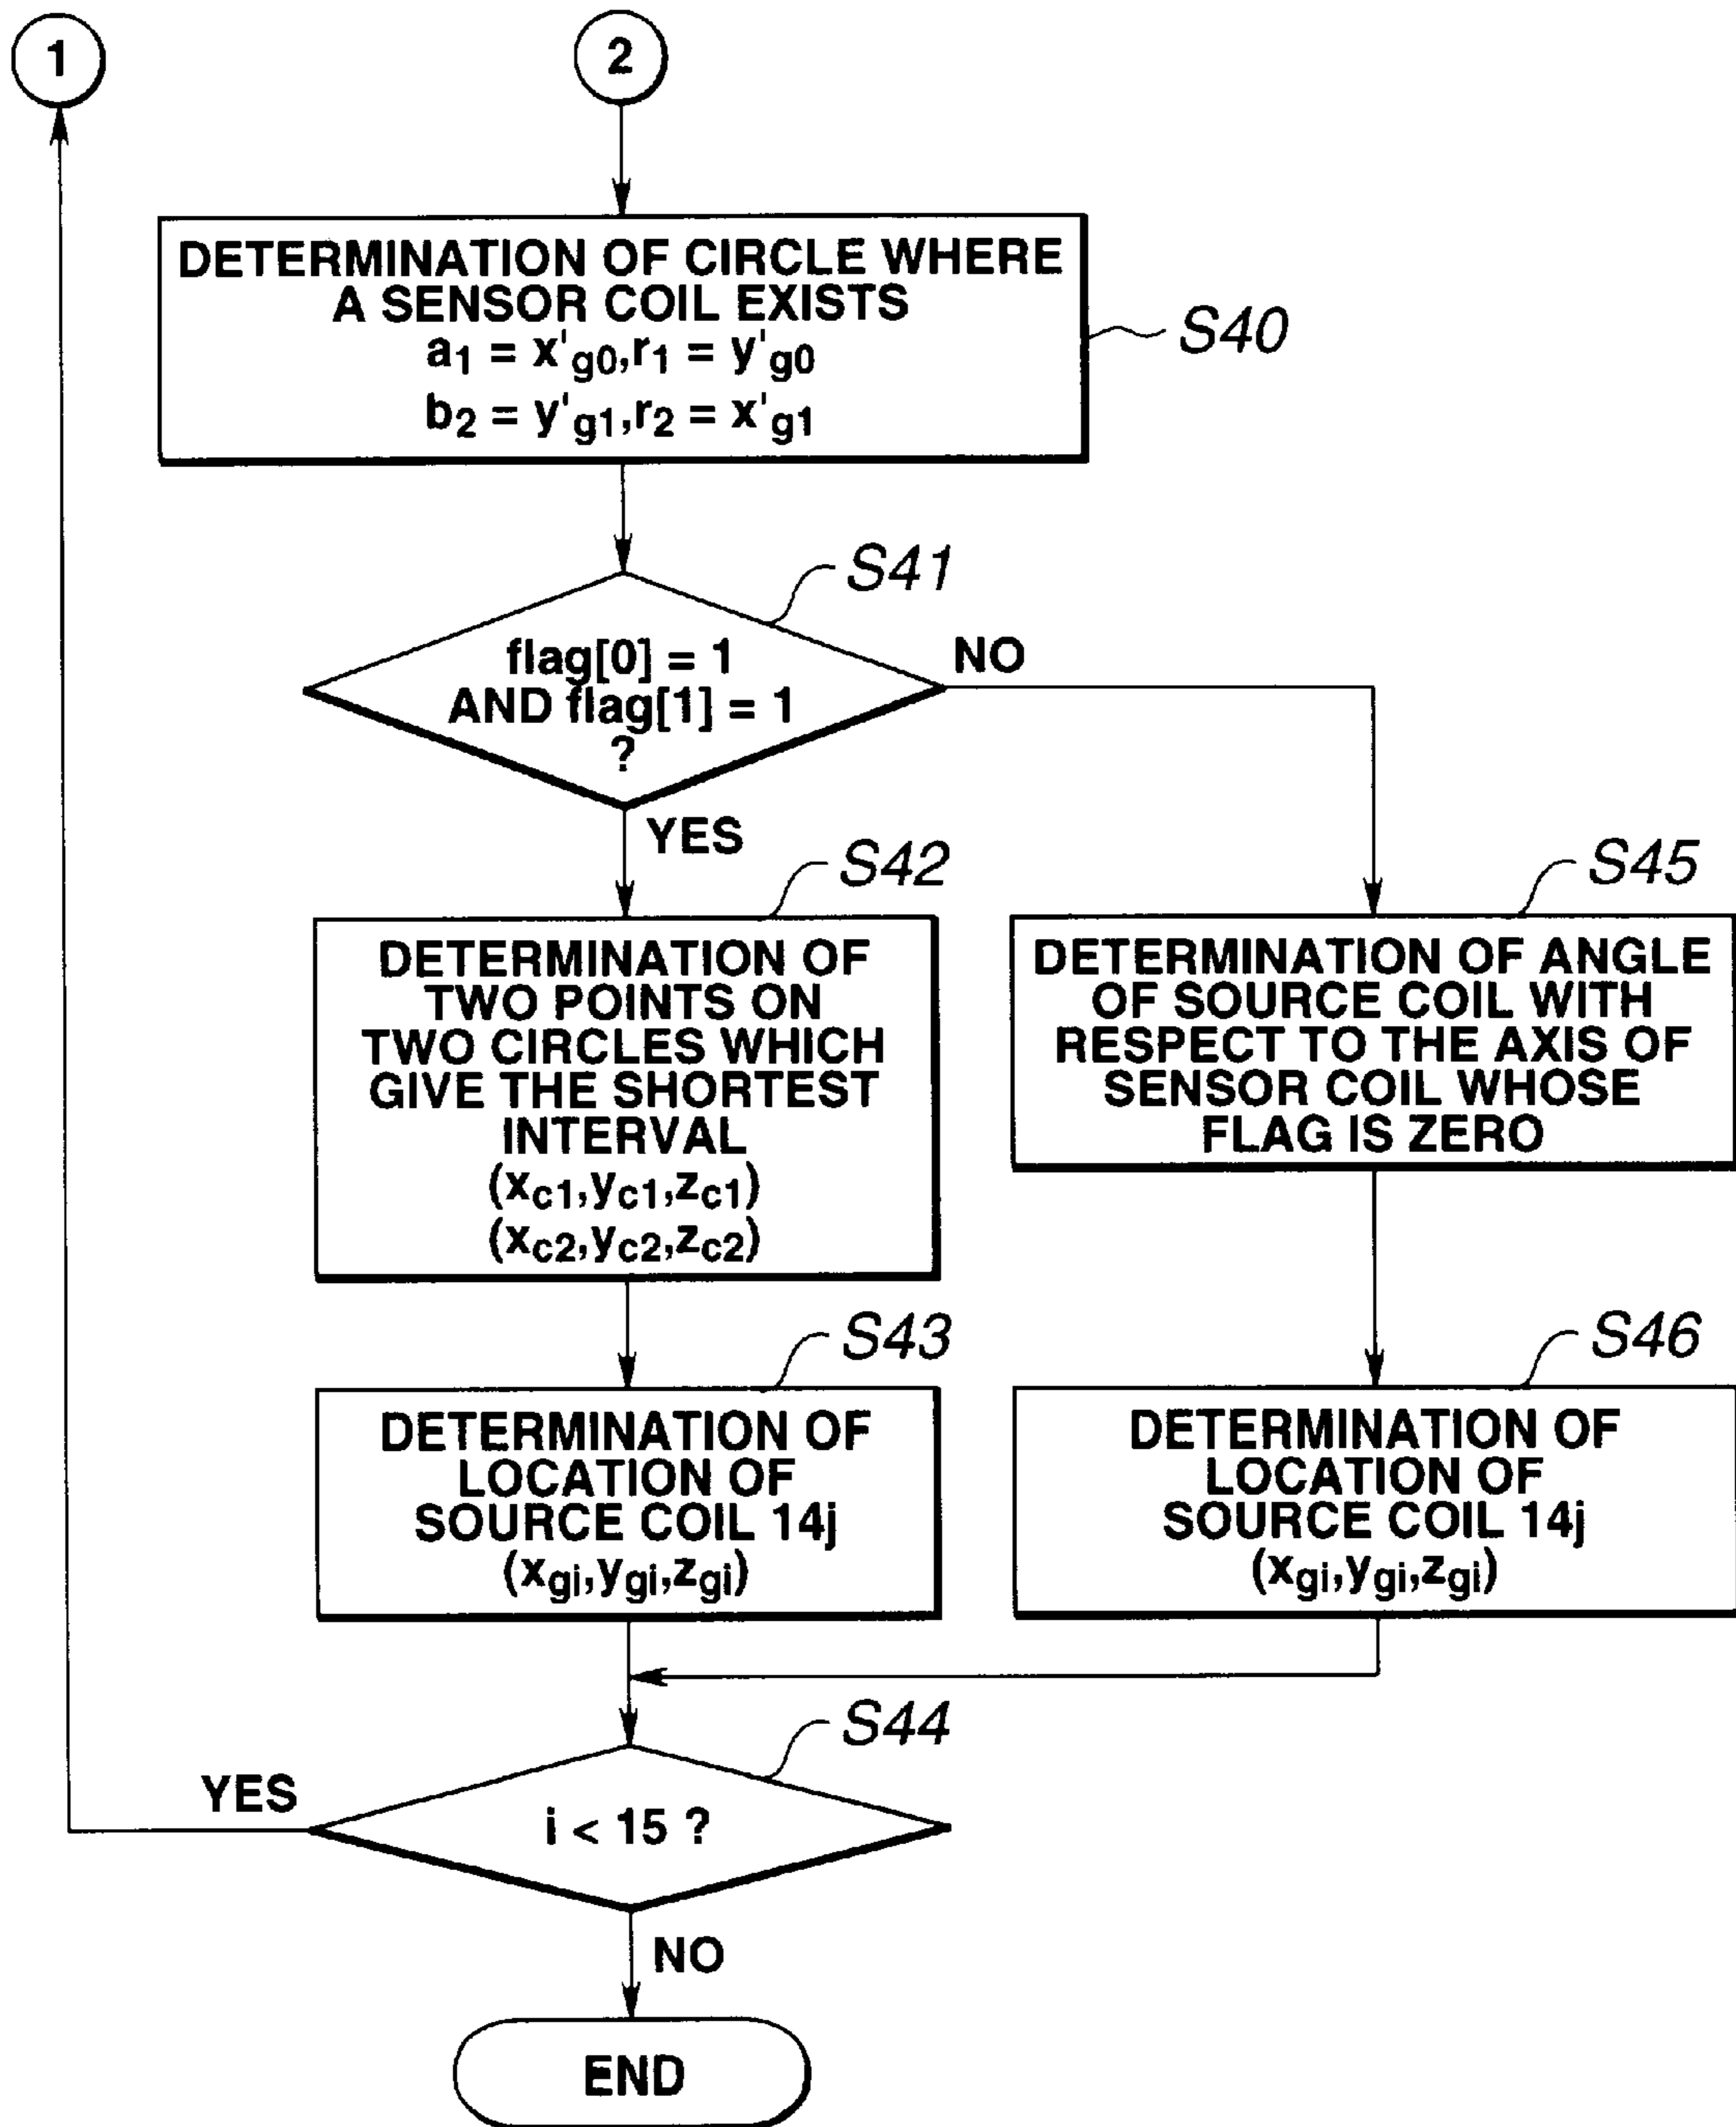 1
2
DETERMINATION OF CIRCLE WHERE
A SENSOR COIL EXISTS
a1 = x'g0,r1 = y'g0
b2 = y'g1,r2 = x'g1
S40
S41
flag[0] = 1
AND flag[1] = 1
?
NO
YES
S42
DETERMINATION OF
TWO POINTS ON
TWO CIRCLES WHICH
GIVE THE SHORTEST
INTERVAL
(xc1,yc1,zc1)
(xc2,yc2,zc2)
S45
DETERMINATION OF ANGLE
OF SOURCE COIL WITH
RESPECT TO THE AXIS OF
SENSOR COIL WHOSE
FLAG IS ZERO
S43
DETERMINATION OF
LOCATION OF
SOURCE COIL 14j
(xgi,ygi,zgi)
S46
DETERMINATION OF
LOCATION OF
SOURCE COIL 14j
(xgi,ygi,zgi)
S44
YES
i < 15 ?
NO
END